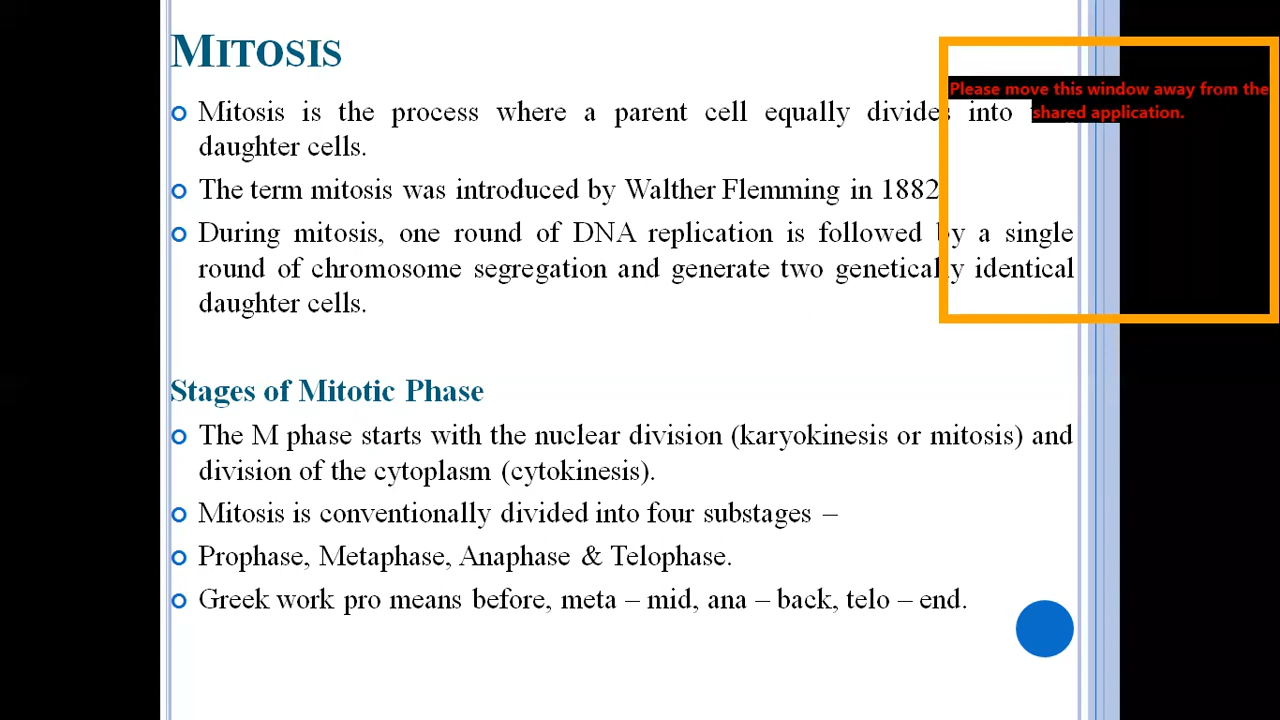 MITOSIS
Mitosis is the process where a parent cell equally divides into
daughter cells.
The term mitosis was introduced by Walther Flemming in 1882
During mitosis, one round of DNA replication is followed by a single
round of chromosome segregation and generate two genetically identical
daughter cells.
Please move this window away from the
shared application.
Stages of Mitotic Phase
The M phase starts with the nuclear division (karyokinesis or mitosis) and
division of the cytoplasm (cytokinesis).
Mitosis is conventionally divided into four substages –
Prophase, Metaphase, Anaphase & Telophase.
Greek work pro means before, meta – mid, ana – back, telo – end.